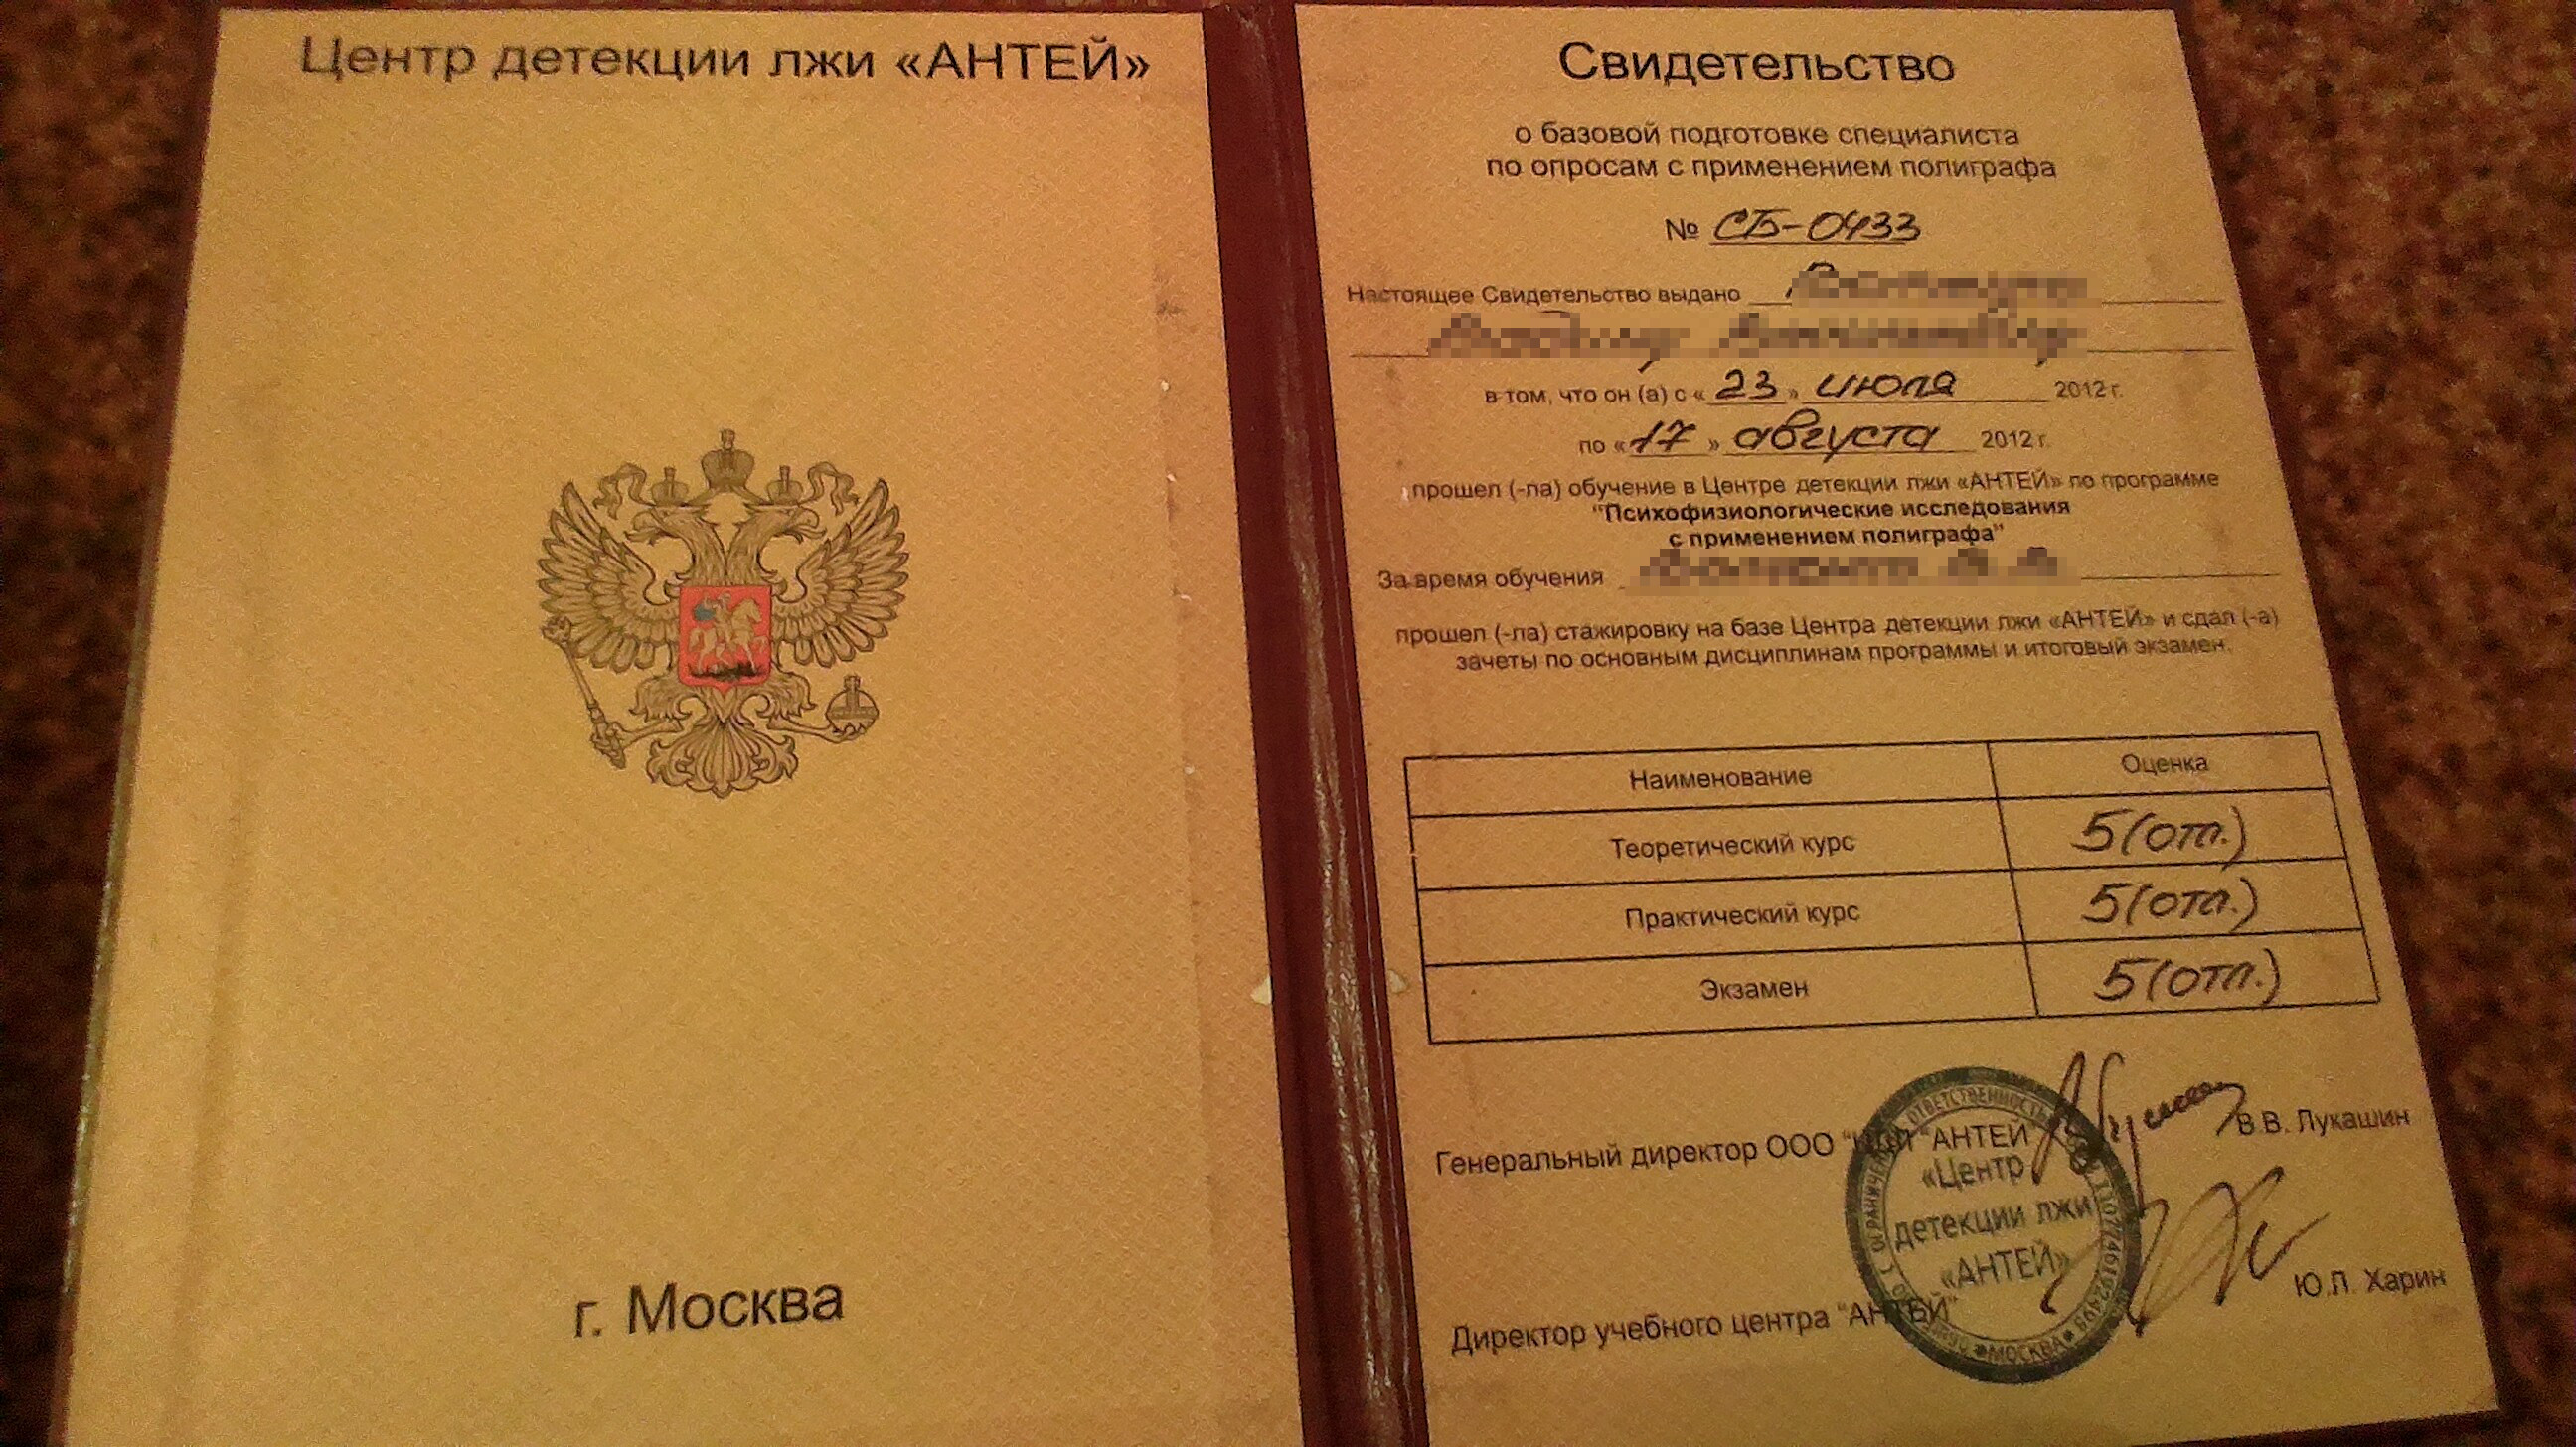 Центр детекции лжи «АНТЕЙ»
г. Москва
Свидетельство
о базовой подготовке специалиста
по опросам с применением полиграфа
№ СБ-0433
Настоящее Свидетельство выдано
в том, что он (а) с «23» июля 2012 г.
по «17» августа 2012 г.
прошел (-ла) обучение в Центре детекции лжи «АНТЕЙ» по программе
"Психофизиологические исследования
с применением полиграфа"
За время обучения
прошел (-ла) стажировку на базе Центра детекции лжи «АНТЕЙ» и сдал (-а)
зачеты по основным дисциплинам программы и итоговый экзамен.
Наименование Оценка
Теоретический курс 5(отл.)
Практический курс 5(отл.)
Экзамен 5(отл.)
Генеральный директор ООО "АНТЕЙ" В.В. Лукашин
«Центр
детекции лжи
«АНТЕЙ»
МОСКВА
Директор учебного центра "АНТЕЙ" Ю.Л. Харин